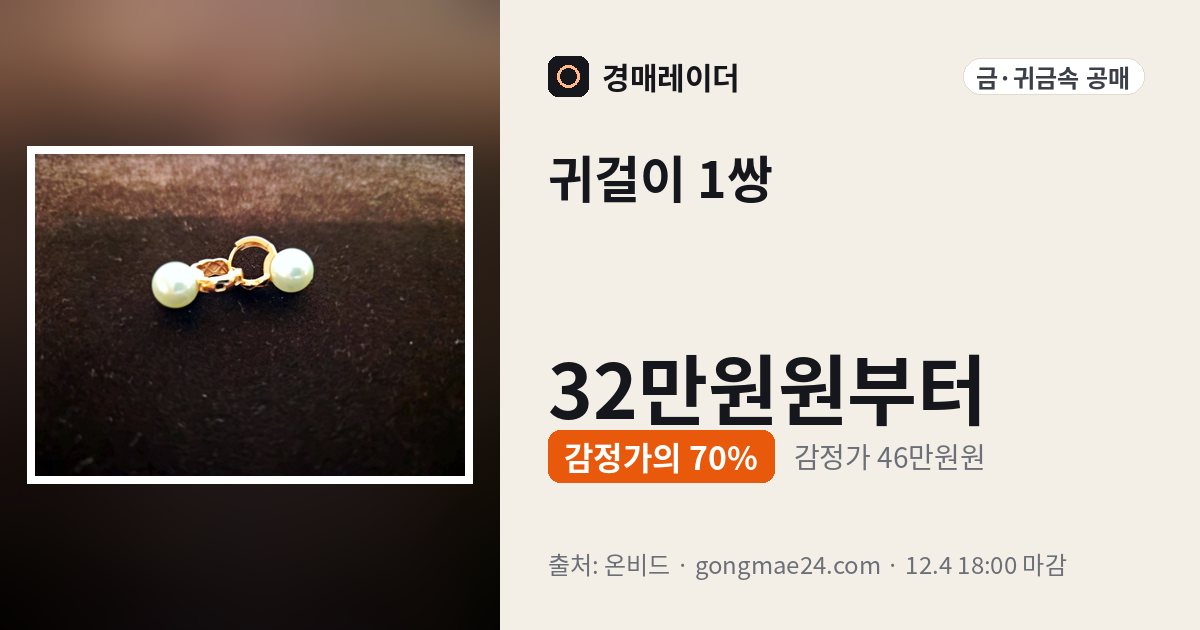 경매레이더
금·귀금속 공매
귀걸이 1쌍
32만원원부터
감정가의 70% 감정가 46만원원
출처: 온비드 · gongmae24.com · 12.4 18:00 마감